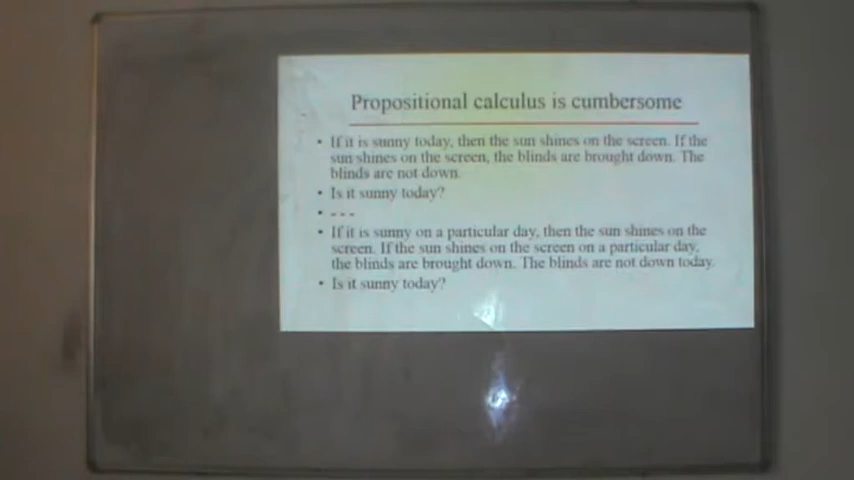 Propositional calculus is cumbersome
• If it is sunny today, then the sun shines on the screen. If the
sun shines on the screen, the blinds are brought down. The
blinds are not down.
• Is it sunny today?
• - - -
• If it is sunny on a particular day, then the sun shines on the
screen. If the sun shines on the screen on a particular day,
the blinds are brought down. The blinds are not down today.
• Is it sunny today?